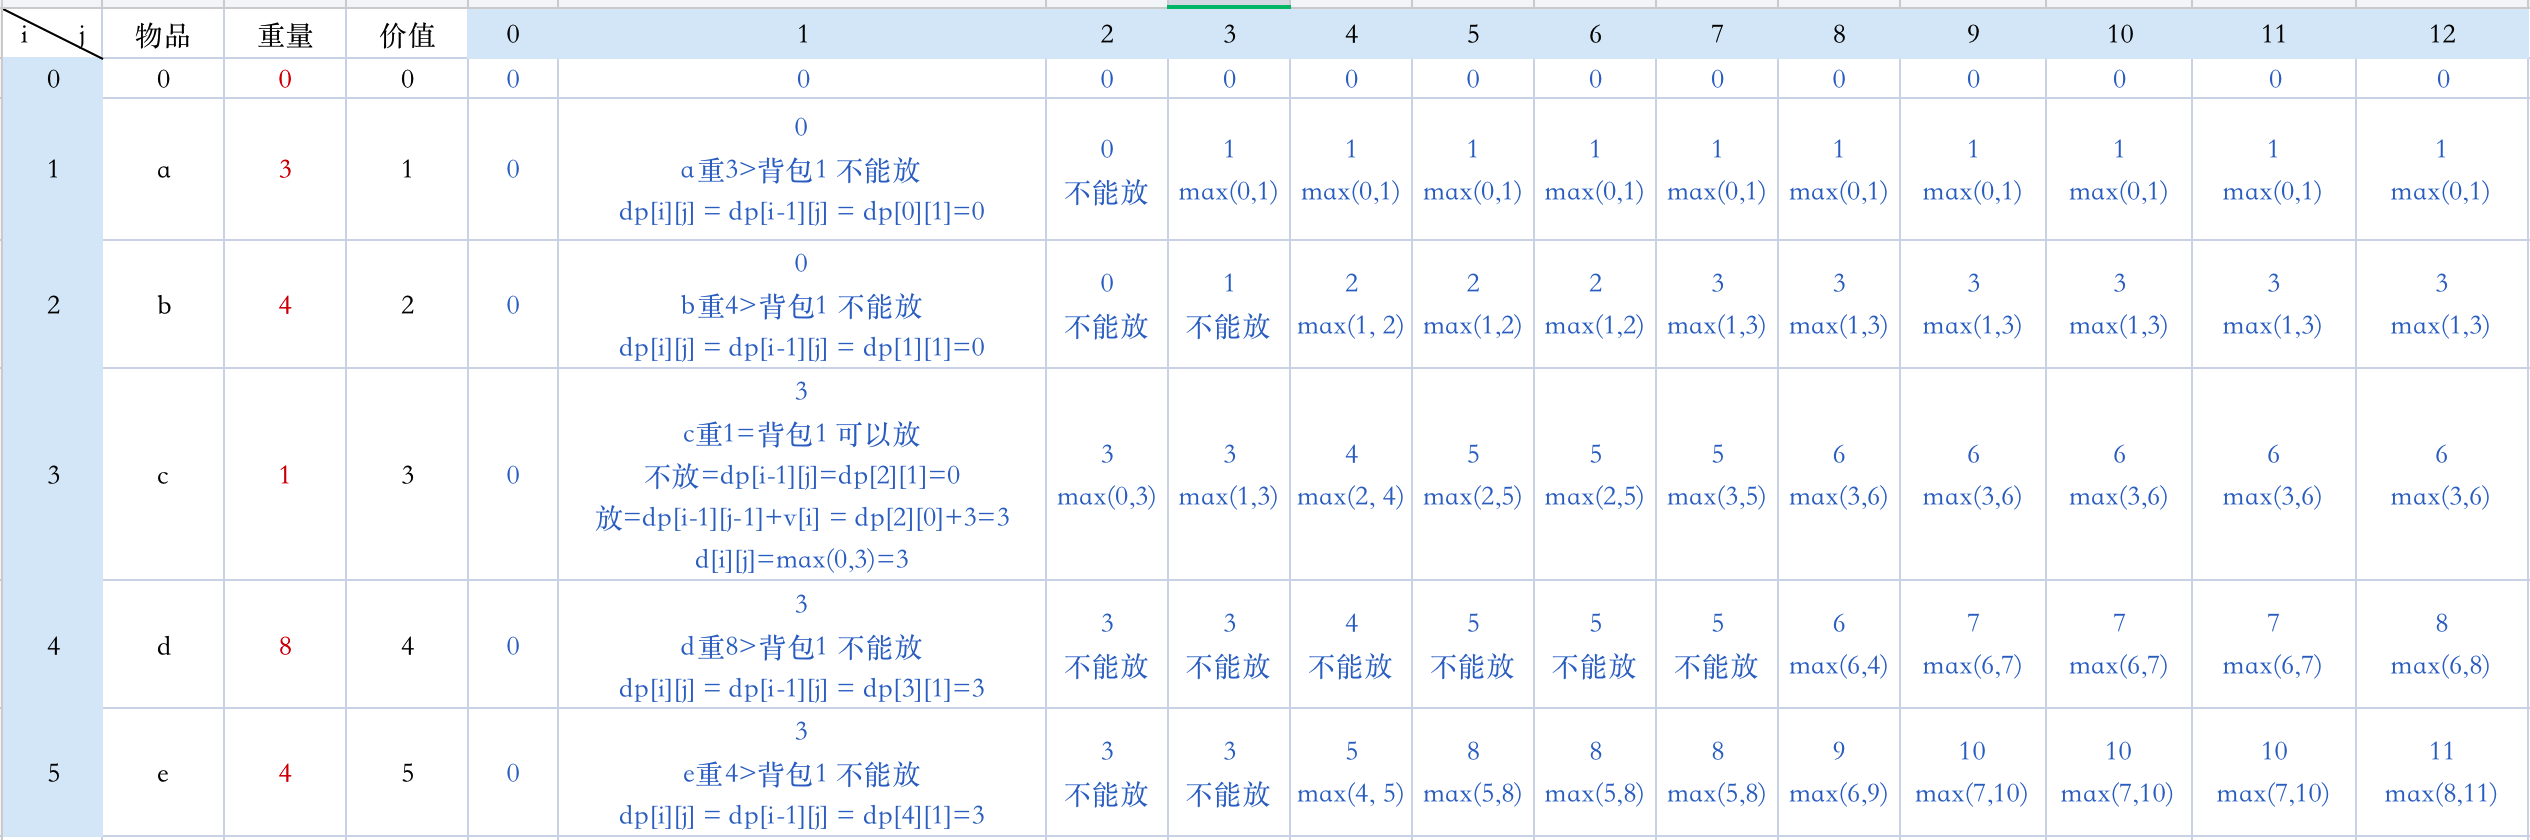 i j 物品 重量 价值 0 1 2 3 4 5 6 7 8 9 10 11 12
0 0 0 0 0 0 0 0 0 0 0 0 0 0 0 0 0
1 a 3 1 0
0
a重3>背包1 不能放
dp[i][j] = dp[i-1][j] = dp[0][1]=0
0
不能放
1
max(0,1)
1
max(0,1)
1
max(0,1)
1
max(0,1)
1
max(0,1)
1
max(0,1)
1
max(0,1)
1
max(0,1)
1
max(0,1)
1
max(0,1)
2 b 4 2 0
0
b重4>背包1 不能放
dp[i][j] = dp[i-1][j] = dp[1][1]=0
0
不能放
1
不能放
2
max(1, 2)
2
max(1,2)
2
max(1,2)
3
max(1,3)
3
max(1,3)
3
max(1,3)
3
max(1,3)
3
max(1,3)
3
max(1,3)
3 c 1 3 0
3
c重1=背包1 可以放
不放=dp[i-1][j]=dp[2][1]=0
放=dp[i-1][j-1]+v[i] = dp[2][0]+3=3
d[i][j]=max(0,3)=3
3
max(0,3)
3
max(1,3)
4
max(2, 4)
5
max(2,5)
5
max(2,5)
5
max(3,5)
6
max(3,6)
6
max(3,6)
6
max(3,6)
6
max(3,6)
6
max(3,6)
4 d 8 4 0
3
d重8>背包1 不能放
dp[i][j] = dp[i-1][j] = dp[3][1]=3
3
不能放
3
不能放
4
不能放
5
不能放
5
不能放
5
不能放
6
max(6,4)
7
max(6,7)
7
max(6,7)
7
max(6,7)
8
max(6,8)
5 e 4 5 0
3
e重4>背包1 不能放
dp[i][j] = dp[i-1][j] = dp[4][1]=3
3
不能放
3
不能放
5
max(4, 5)
8
max(5,8)
8
max(5,8)
8
max(5,8)
9
max(6,9)
10
max(7,10)
10
max(7,10)
10
max(7,10)
11
max(8,11)